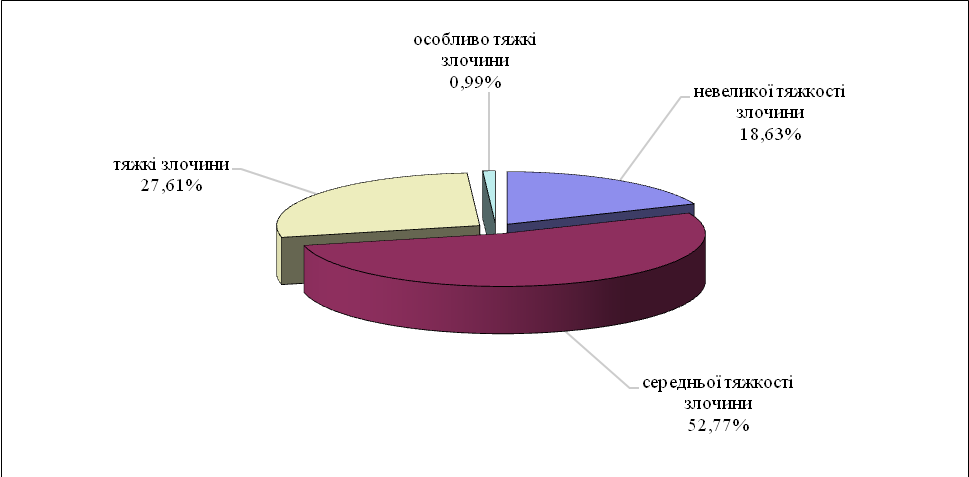 особливо тяжкі
злочини
0,99%
невеликої тяжкості
злочини
18,63%
тяжкі злочини
27,61%
середньої тяжкості
злочини
52,77%